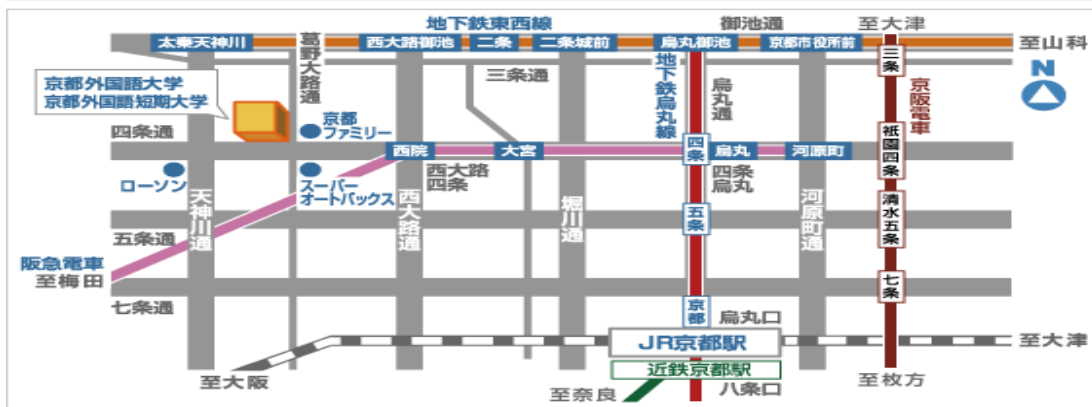 地下鉄東西線
御池通
至大津
太秦天神川
葛野大路通
西大路御池
二条
二条城前
烏丸御池
京都市役所前
三条
至山科
N
京都外国語大学
京都外国語短期大学
三条通
地下鉄烏丸線
烏丸通
京阪電車
四条通
京都
ファミリー
西院
大宮
四条
烏丸
河原町
祇園四条
ローソン
スーパー
オートバックス
西大路
四条
四条
烏丸
天神川通
西大路通
堀川通
五条
河原町通
清水五条
五条通
阪急電車
至梅田
七条
七条通
京都
烏丸口
JR京都駅
至大津
近鉄京都駅
至大阪
至奈良
八条口
至枚方